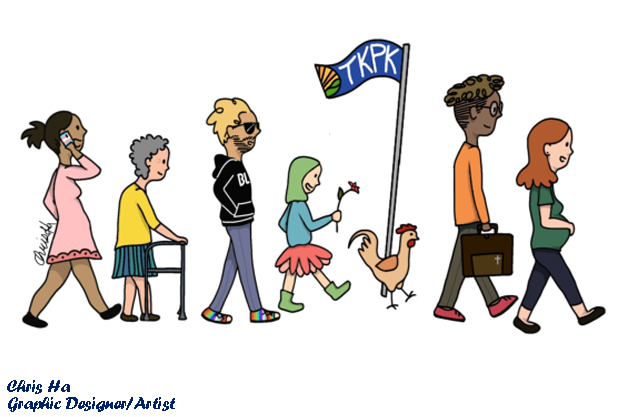 TKPK
BL
Chris Ha
Graphic Designer/Artist